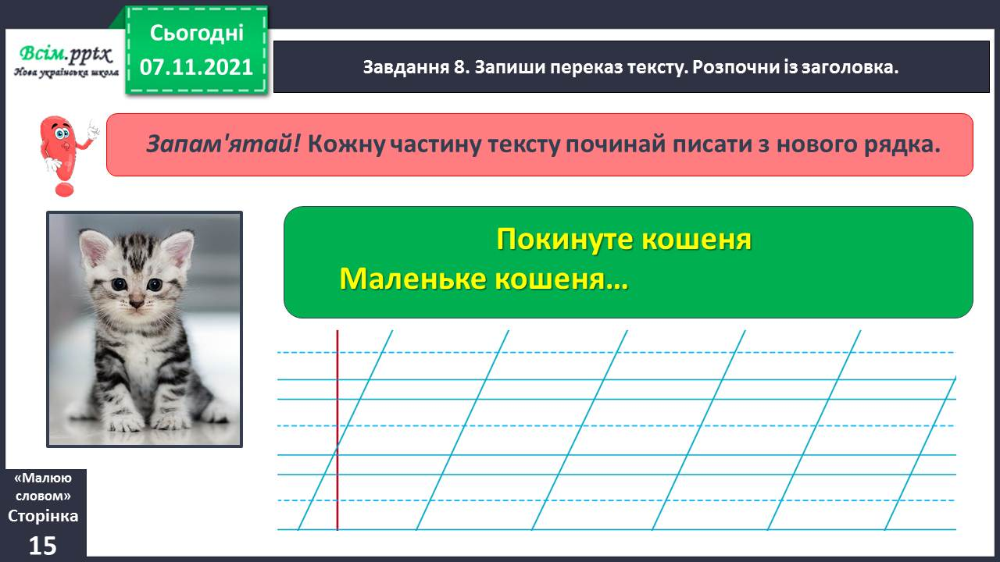 Всім.pptx
Нова українська школа
Сьогодні
07.11.2021
Завдання 8. Запиши переказ тексту. Розпочни із заголовка.
Запам'ятай! Кожну частину тексту починай писати з нового рядка.
Покинуте кошеня
Маленьке кошеня...
«Малюю
словом»
Сторінка
15